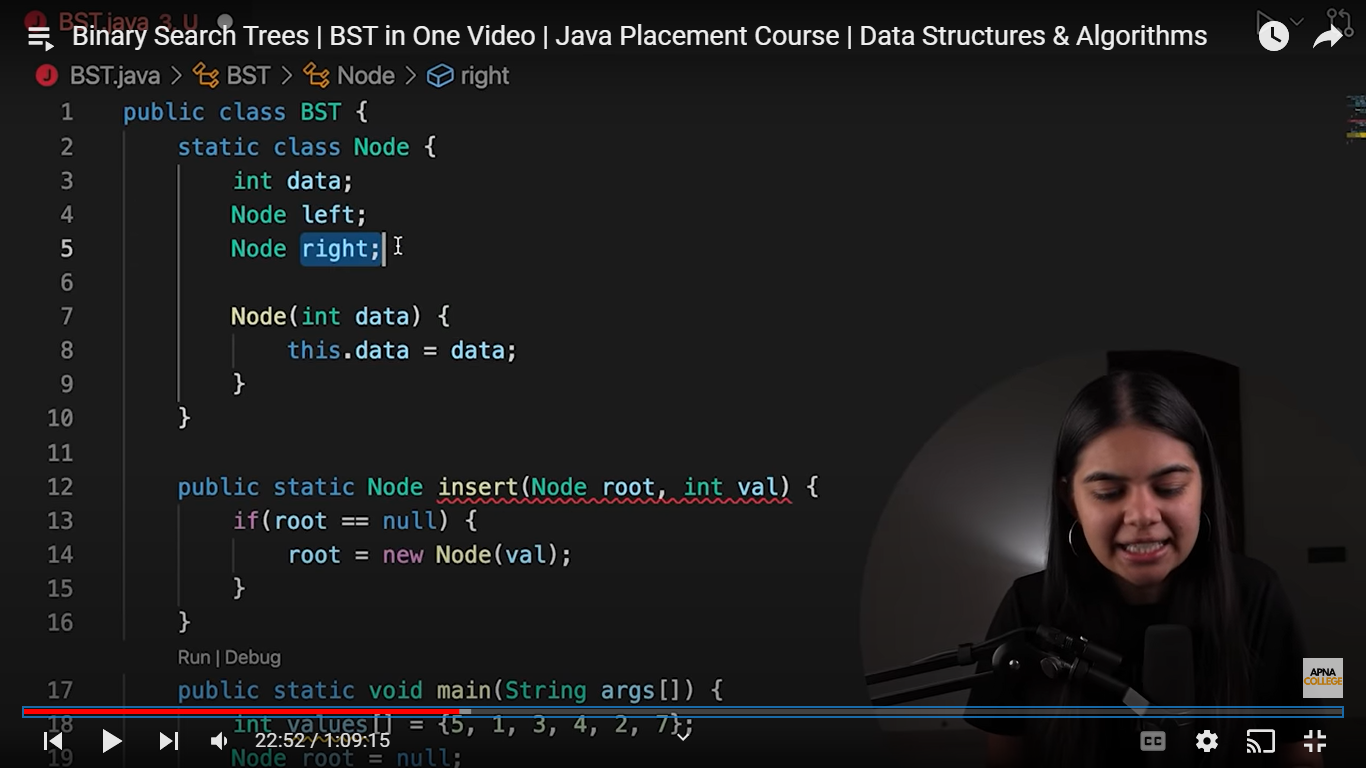 BST.java 3, U
Binary Search Trees | BST in One Video | Java Placement Course | Data Structures & Algorithms
BST.java > BST > Node > right
1 public class BST {
2 static class Node {
3 int data;
4 Node left;
5 Node right;
6
7 Node(int data) {
8 this.data = data;
9 }
10 }
11
12 public static Node insert(Node root, int val) {
13 if(root == null) {
14 root = new Node(val);
15 }
16 }
Run | Debug
17 public static void main(String args[]) {
18 int values[] = {5, 1, 3, 4, 2, 7};
19 Node root = null;
22:52 / 1:09:15
CC
APNA
COLLEGE